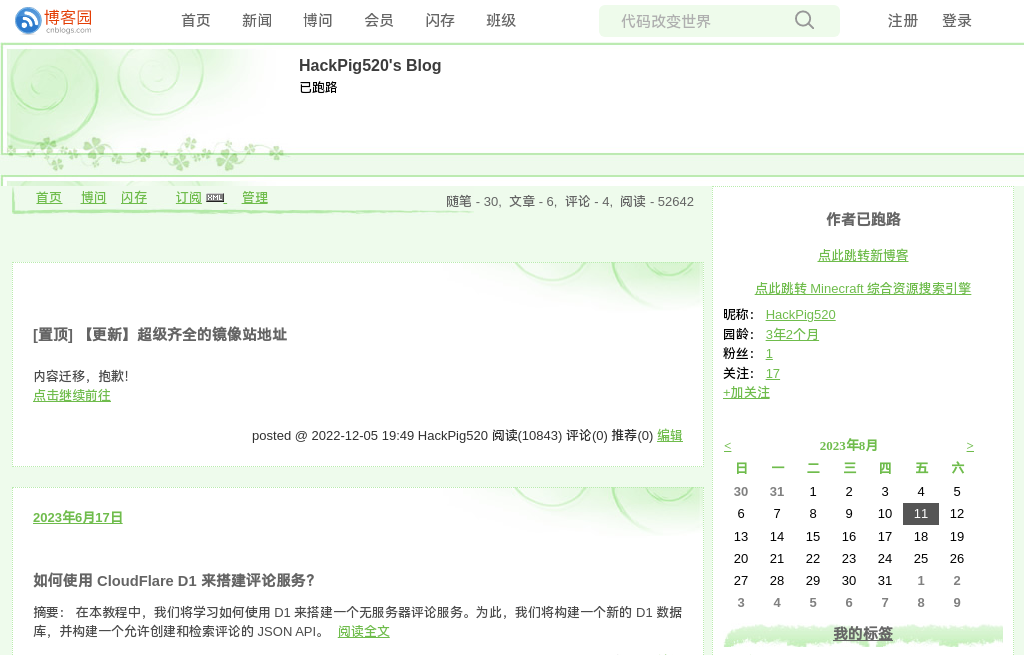 博客园
cnblogs.com
首页 新闻 博问 会员 闪存 班级
代码改变世界
注册 登录
HackPig520's Blog
已跑路
首页 博问 闪存 订阅 XML 管理
随笔 - 30, 文章 - 6, 评论 - 4, 阅读 - 52642
[置顶] 【更新】超级齐全的镜像站地址
内容迁移，抱歉！
点击继续前往
posted @ 2022-12-05 19:49 HackPig520 阅读(10843) 评论(0) 推荐(0) 编辑
2023年6月17日
如何使用 CloudFlare D1 来搭建评论服务？
摘要： 在本教程中，我们将学习如何使用 D1 来搭建一个无服务器评论服务。为此，我们将构建一个新的 D1 数据
库，并构建一个允许创建和检索评论的 JSON API。 阅读全文
作者已跑路
点此跳转新博客
点此跳转 Minecraft 综合资源搜索引擎
昵称： HackPig520
园龄： 3年2个月
粉丝： 1
关注： 17
+加关注
< 2023年8月 >
日 一 二 三 四 五 六
30 31 1 2 3 4 5
6 7 8 9 10 11 12
13 14 15 16 17 18 19
20 21 22 23 24 25 26
27 28 29 30 31 1 2
3 4 5 6 7 8 9
我的标签